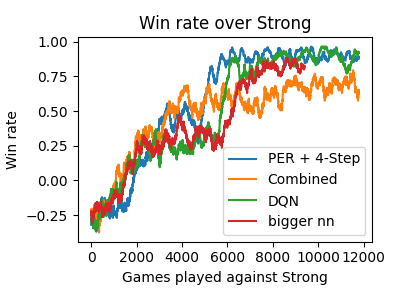 Win rate over Strong
1.00
0.75
0.50
0.25
0.00
−0.25
Win rate
PER + 4-Step
Combined
DQN
bigger nn
0 2000 4000 6000 8000 10000 12000
Games played against Strong